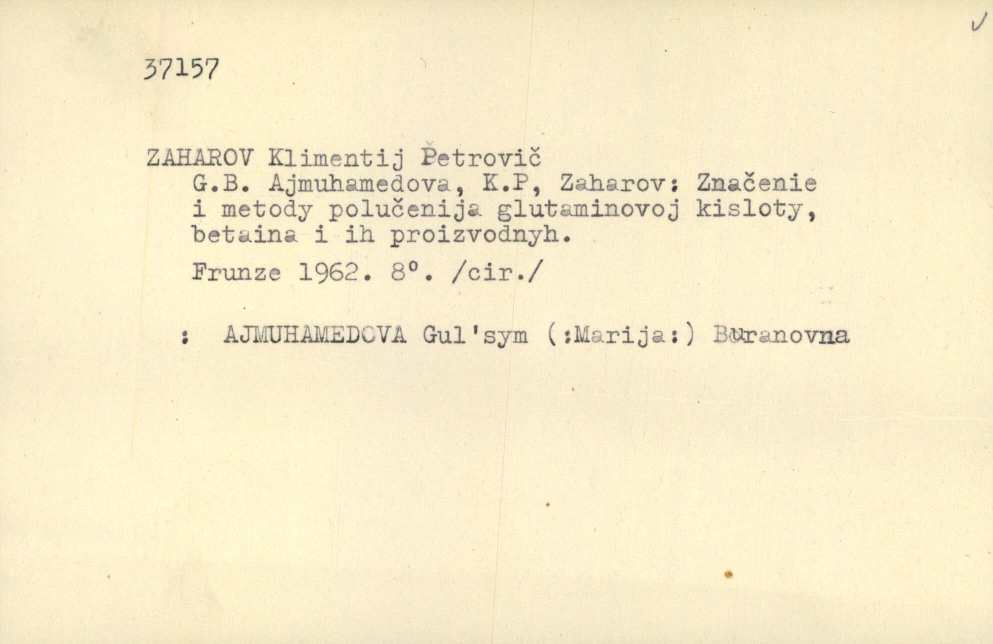 37157
ZAHAROV Klimentij Petrovič
G.B. Ajmuhamedova, K.P, Zaharov: Značenie
i metody polučenija glutaminovoj kisloty,
betaina i ih proizvodnyh.
Frunze 1962. 8°. /cir./
: AJMUHAMEDOVA Gul'sym (:Marija:) Buranovna